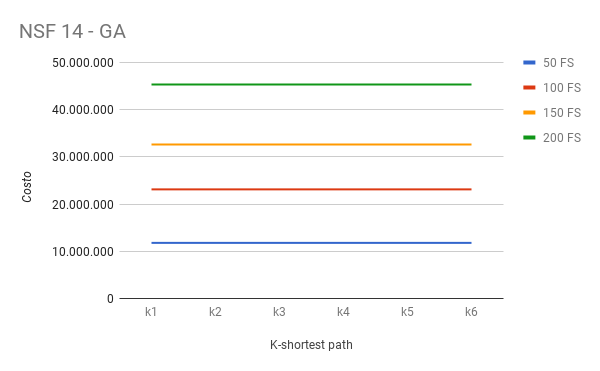 NSF 14 - GA
50.000.000
40.000.000
30.000.000
20.000.000
10.000.000
0
Costo
k1 k2 k3 k4 k5 k6
K-shortest path
50 FS
100 FS
150 FS
200 FS